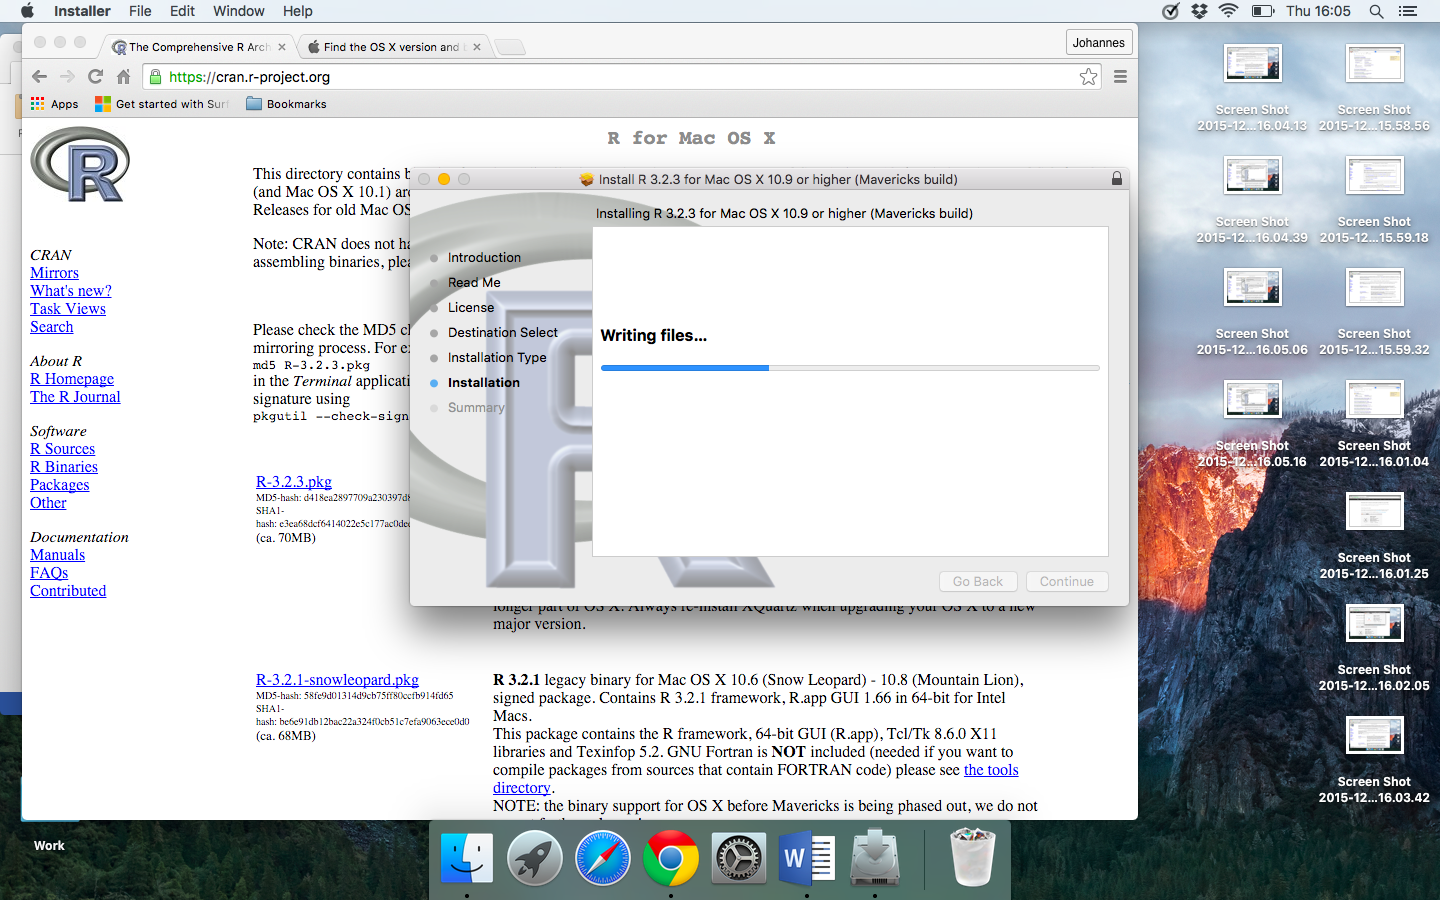 Installer File Edit Window Help
Thu 16:05
The Comprehensive R Arch
Find the OS X version and
Johannes
https://cran.r-project.org
Apps Get started with Surf Bookmarks
R for Mac OS X
This directory contains b
(and Mac OS X 10.1) are
Releases for old Mac OS
Note: CRAN does not ha
assembling binaries, plea
Please check the MD5 ch
mirroring process. For ex
md5 R-3.2.3.pkg
in the Terminal applicati
signature using
pkgutil --check-sign
CRAN
Mirrors
What's new?
Task Views
Search
About R
R Homepage
The R Journal
Software
R Sources
R Binaries
Packages
Other
Documentation
Manuals
FAQs
Contributed
R-3.2.3.pkg
MD5-hash: d418ea2897709a230397d8
SHA1-
hash: e3ea68dcf6414022e5c177ac0dec
(ca. 70MB)
longer part of OS X. Always re-install XQuartz when upgrading your OS X to a new
major version.
R-3.2.1-snowleopard.pkg
MD5-hash: 58fe9d01314d9cb75ff80ccfb914fd65
SHA1-
hash: be6e91db12bac22a324f0cb51c7efa9063ece0d0
(ca. 68MB)
R 3.2.1 legacy binary for Mac OS X 10.6 (Snow Leopard) - 10.8 (Mountain Lion),
signed package. Contains R 3.2.1 framework, R.app GUI 1.66 in 64-bit for Intel
Macs.
This package contains the R framework, 64-bit GUI (R.app), Tcl/Tk 8.6.0 X11
libraries and Texinfop 5.2. GNU Fortran is NOT included (needed if you want to
compile packages from sources that contain FORTRAN code) please see the tools
directory.
NOTE: the binary support for OS X before Mavericks is being phased out, we do not
Install R 3.2.3 for Mac OS X 10.9 or higher (Mavericks build)
Installing R 3.2.3 for Mac OS X 10.9 or higher (Mavericks build)
Introduction
Read Me
License
Destination Select
Installation Type
Installation
Summary
Writing files...
Go Back Continue
Screen Shot
2015-12...16.04.13
Screen Shot
2015-12...15.58.56
Screen Shot
2015-12...16.04.39
Screen Shot
2015-12...15.59.18
Screen Shot
2015-12...16.05.06
Screen Shot
2015-12...15.59.32
Screen Shot
2015-12...16.05.16
Screen Shot
2015-12...16.01.04
Screen Shot
2015-12...16.01.25
Screen Shot
2015-12...16.02.05
Screen Shot
2015-12...16.03.42
Work